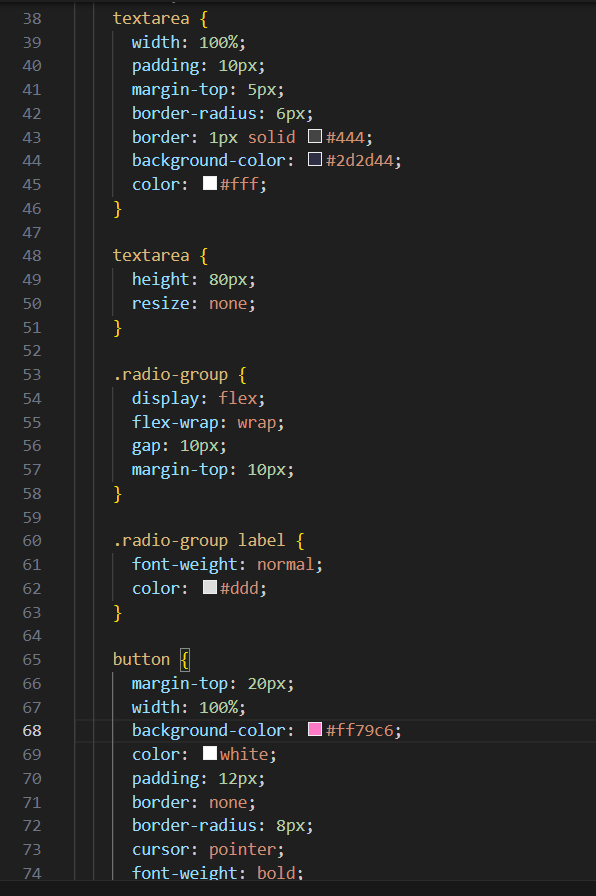 38 textarea {
39 width: 100%;
40 padding: 10px;
41 margin-top: 5px;
42 border-radius: 6px;
43 border: 1px solid #444;
44 background-color: #2d2d44;
45 color: #fff;
46 }
47
48 textarea {
49 height: 80px;
50 resize: none;
51 }
52
53 .radio-group {
54 display: flex;
55 flex-wrap: wrap;
56 gap: 10px;
57 margin-top: 10px;
58 }
59
60 .radio-group label {
61 font-weight: normal;
62 color: #ddd;
63 }
64
65 button {
66 margin-top: 20px;
67 width: 100%;
68 background-color: #ff79c6;
69 color: white;
70 padding: 12px;
71 border: none;
72 border-radius: 8px;
73 cursor: pointer;
74 font-weight: bold;